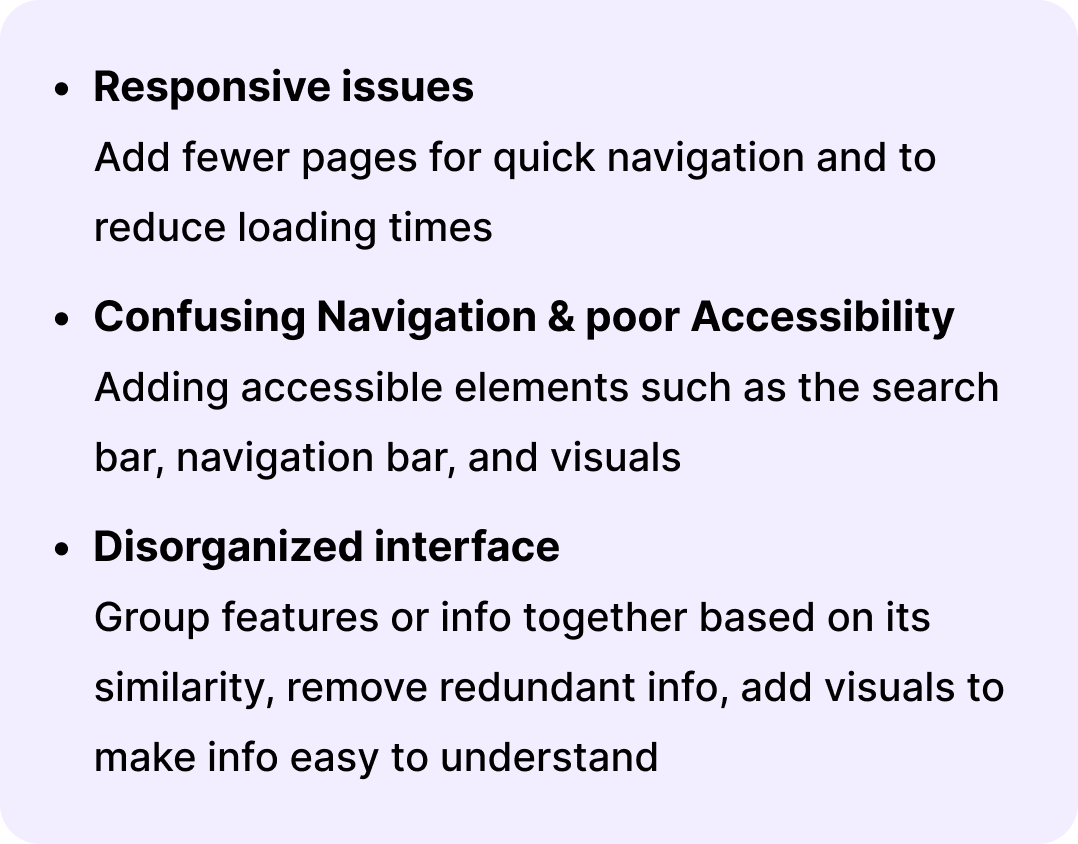 • Responsive issues
Add fewer pages for quick navigation and to
reduce loading times
• Confusing Navigation & poor Accessibility
Adding accessible elements such as the search
bar, navigation bar, and visuals
• Disorganized interface
Group features or info together based on its
similarity, remove redundant info, add visuals to
make info easy to understand